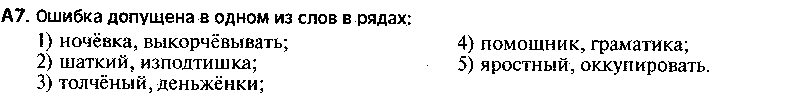 А7. Ошибка допущена в одном из слов в рядах:
1) ночёвка, выкорчёвывать;
2) шаткий, изподтишка;
3) толчёный, деньжёнки;
4) помощник, граматика;
5) яростный, оккупировать.